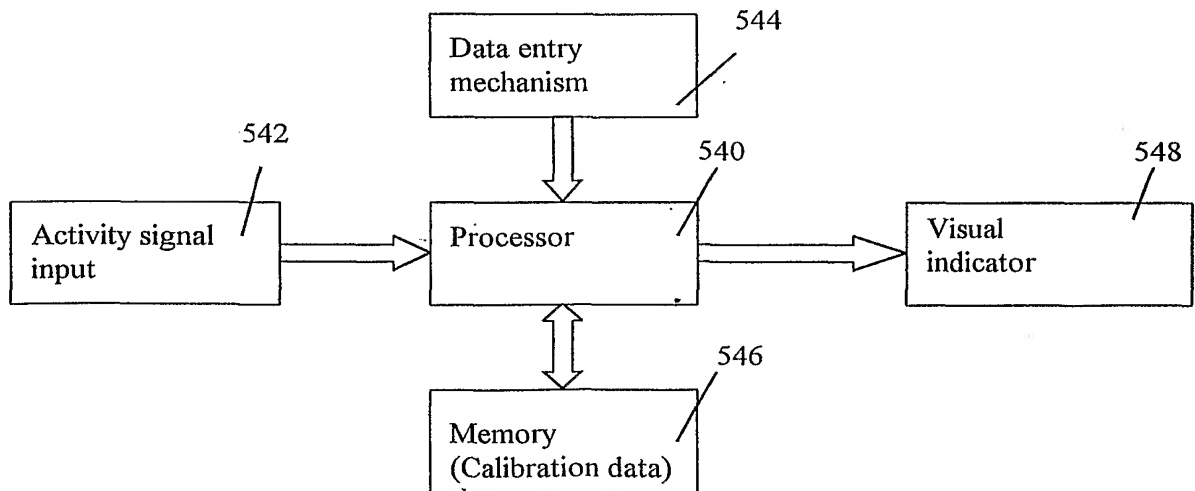 544
Data entry
mechanism
542
540
548
Activity signal
input
Processor
Visual
indicator
546
Memory
(Calibration data)